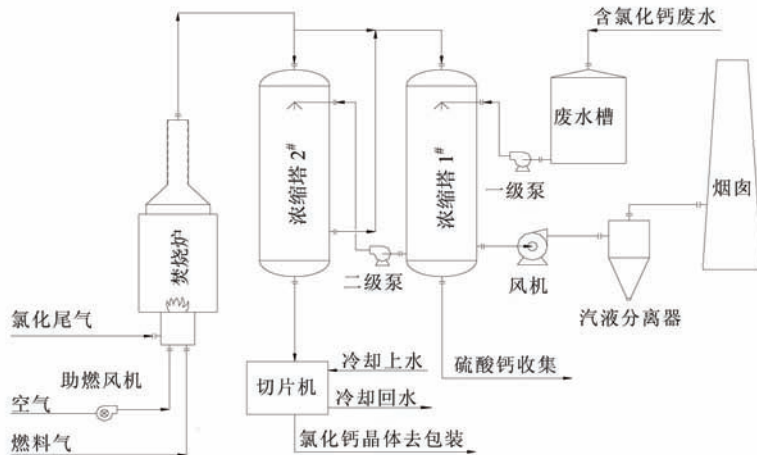 含氯化钙废水
废水槽
烟囱
浓缩塔 2#
浓缩塔 1#
一级泵
二级泵
风机
汽液分离器
焚烧炉
氯化尾气
助燃风机
空气
燃料气
切片机
冷却上水
冷却回水
硫酸钙收集
氯化钙晶体去包装